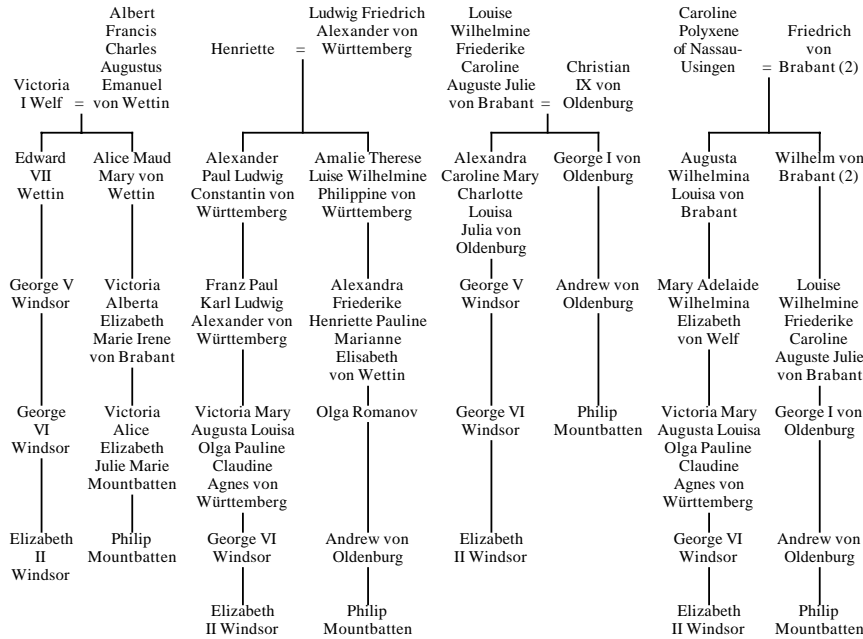 Albert
Francis
Charles
Augustus
Emanuel
von Wettin
Victoria
I Welf
=
Henriette
=
Ludwig Friedrich
Alexander von
Württemberg
Louise
Wilhelmine
Friederike
Caroline
Auguste Julie
von Brabant
=
Christian
IX von
Oldenburg
Caroline
Polyxene
of Nassau-
Usingen
=
Friedrich
von
Brabant (2)
Edward
VII
Wettin
Alice Maud
Mary von
Wettin
Alexander
Paul Ludwig
Constantin von
Württemberg
Amalie Therese
Luise Wilhelmine
Philippine von
Württemberg
Alexandra
Caroline Mary
Charlotte
Louisa
Julia von
Oldenburg
George I von
Oldenburg
Augusta
Wilhelmina
Louisa von
Brabant
Wilhelm von
Brabant (2)
George V
Windsor
Victoria
Alberta
Elizabeth
Marie Irene
von Brabant
Franz Paul
Karl Ludwig
Alexander von
Württemberg
Alexandra
Friederike
Henriette Pauline
Marianne
Elisabeth
von Wettin
George V
Windsor
Andrew von
Oldenburg
Mary Adelaide
Wilhelmina
Elizabeth
von Welf
Louise
Wilhelmine
Friederike
Caroline
Auguste Julie
von Brabant
George
VI
Windsor
Victoria
Alice
Elizabeth
Julie Marie
Mountbatten
Victoria Mary
Augusta Louisa
Olga Pauline
Claudine
Agnes von
Württemberg
Olga Romanov
George VI
Windsor
Philip
Mountbatten
Victoria Mary
Augusta Louisa
Olga Pauline
Claudine
Agnes von
Württemberg
George I von
Oldenburg
Elizabeth
II
Windsor
Philip
Mountbatten
George VI
Windsor
Andrew von
Oldenburg
Elizabeth
II Windsor
George VI
Windsor
Andrew von
Oldenburg
Elizabeth
II Windsor
Philip
Mountbatten
Elizabeth
II Windsor
Philip
Mountbatten